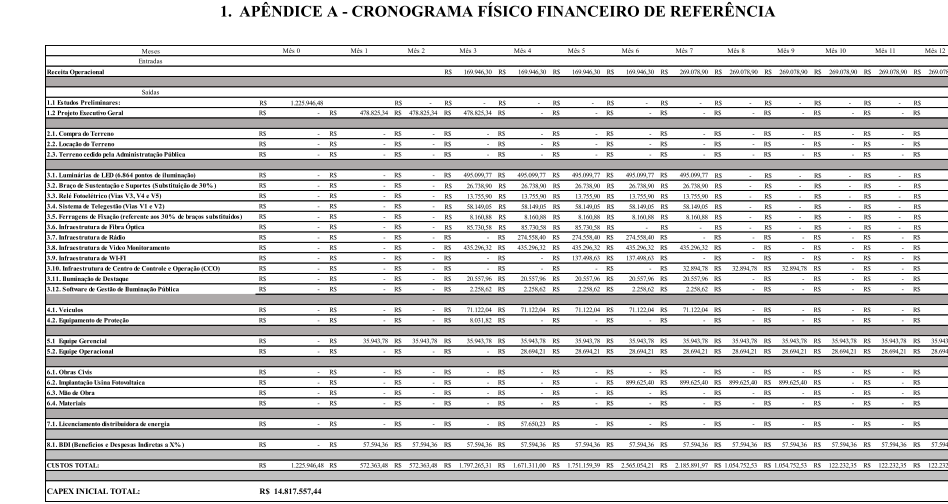 1. APÊNDICE A - CRONOGRAMA FÍSICO FINANCEIRO DE REFERÊNCIA
Meses Mês 0 Mês 1 Mês 2 Mês 3 Mês 4 Mês 5 Mês 6 Mês 7 Mês 8 Mês 9 Mês 10 Mês 11 Mês 12
Entradas
Receita Operacional R$ 169.946,30 R$ 169.946,30 R$ 169.946,30 R$ 169.946,30 R$ 269.078,90 R$ 269.078,90 R$ 269.078,90 R$ 269.078,90 R$ 269.078,90 R$ 269.078
Saídas
1.1 Estudos Preliminares: R$ 1.225.946,48 R$ - R$ - R$ - R$ - R$ - R$ - R$ - R$ - R$ - R$ - R$
1.2 Projeto Executivo Geral R$ - R$ 478.825,34 R$ 478.825,34 R$ 478.825,34 R$ - R$ - R$ - R$ - R$ - R$ - R$ - R$ - R$
2.1. Compra do Terreno R$ - R$ - R$ - R$ - R$ - R$ - R$ - R$ - R$ - R$ - R$ - R$ - R$
2.2. Locação do Terreno R$ - R$ - R$ - R$ - R$ - R$ - R$ - R$ - R$ - R$ - R$ - R$ - R$
2.3. Terreno cedido pela Administratação Pública R$ - R$ - R$ - R$ - R$ - R$ - R$ - R$ - R$ - R$ - R$ - R$ - R$
3.1. Luminárias de LED (6.864 pontos de iluminação) R$ - R$ - R$ - R$ 495.099,77 R$ 495.099,77 R$ 495.099,77 R$ 495.099,77 R$ 495.099,77 R$ - R$ - R$ - R$ - R$
3.2. Braço de Sustentação e Suportes (Substituição de 30%) R$ - R$ - R$ - R$ 26.738,90 R$ 26.738,90 R$ 26.738,90 R$ 26.738,90 R$ 26.738,90 R$ - R$ - R$ - R$ - R$
3.3. Relé Fotoelétrico (Vias V3, V4 e V5) R$ - R$ - R$ - R$ 13.755,90 R$ 13.755,90 R$ 13.755,90 R$ 13.755,90 R$ 13.755,90 R$ - R$ - R$ - R$ - R$
3.4. Sistema de Telegestão (Vias V1 e V2) R$ - R$ - R$ - R$ 58.149,05 R$ 58.149,05 R$ 58.149,05 R$ 58.149,05 R$ 58.149,05 R$ - R$ - R$ - R$ - R$
3.5. Ferragens de Fixação (referente aos 30% de braços substituídos) R$ - R$ - R$ - R$ 8.160,88 R$ 8.160,88 R$ 8.160,88 R$ 8.160,88 R$ 8.160,88 R$ - R$ - R$ - R$ - R$
3.6. Infraestrutura de Fibra Óptica R$ - R$ - R$ - R$ 85.730,58 R$ 85.730,58 R$ 85.730,58 R$ - R$ - R$ - R$ - R$ - R$ - R$
3.7. Infraestrutura de Rádio R$ - R$ - R$ - R$ - R$ 274.558,40 R$ 274.558,40 R$ 274.558,40 R$ - R$ - R$ - R$ - R$ - R$
3.8. Infraestrutura de Vídeo Monitoramento R$ - R$ - R$ - R$ 435.296,32 R$ 435.296,32 R$ 435.296,32 R$ 435.296,32 R$ 435.296,32 R$ - R$ - R$ - R$ - R$
3.9. Infraestrutura de WI-FI R$ - R$ - R$ - R$ - R$ - R$ 137.498,63 R$ 137.498,63 R$ - R$ - R$ - R$ - R$ - R$
3.10. Infraestrutura de Centro de Controle e Operação (CCO) R$ - R$ - R$ - R$ - R$ - R$ - R$ - R$ 32.894,78 R$ 32.894,78 R$ 32.894,78 R$ - R$ - R$
3.11. Iluminação de Destaque R$ - R$ - R$ - R$ 20.557,96 R$ 20.557,96 R$ 20.557,96 R$ 20.557,96 R$ 20.557,96 R$ - R$ - R$ - R$ - R$
3.12. Software de Gestão de Iluminação Pública R$ - R$ - R$ - R$ 2.258,62 R$ 2.258,62 R$ 2.258,62 R$ 2.258,62 R$ 2.258,62 R$ - R$ - R$ - R$ - R$
4.1. Veículos R$ - R$ - R$ - R$ 71.122,04 R$ 71.122,04 R$ 71.122,04 R$ 71.122,04 R$ 71.122,04 R$ - R$ - R$ - R$ - R$
4.2. Equipamento de Proteção R$ - R$ - R$ - R$ 8.031,82 R$ - R$ - R$ - R$ - R$ - R$ - R$ - R$ - R$
5.1 Equipe Gerencial R$ - R$ 35.943,78 R$ 35.943,78 R$ 35.943,78 R$ 35.943,78 R$ 35.943,78 R$ 35.943,78 R$ 35.943,78 R$ 35.943,78 R$ 35.943,78 R$ 35.943,78 R$ 35.943,78 R$ 35.943
5.2. Equipe Operacional R$ - R$ - R$ - R$ - R$ 28.694,21 R$ 28.694,21 R$ 28.694,21 R$ 28.694,21 R$ 28.694,21 R$ 28.694,21 R$ 28.694,21 R$ 28.694,21 R$ 28.694
6.1. Obras Civis R$ - R$ - R$ - R$ - R$ - R$ - R$ - R$ - R$ - R$ - R$ - R$ - R$
6.2. Implantação Usina Fotovoltaica R$ - R$ - R$ - R$ - R$ - R$ - R$ 899.625,40 R$ 899.625,40 R$ 899.625,40 R$ 899.625,40 R$ - R$ - R$
6.3. Mão de Obra R$ - R$ - R$ - R$ - R$ - R$ - R$ - R$ - R$ - R$ - R$ - R$ - R$
6.4. Materiais R$ - R$ - R$ - R$ - R$ - R$ - R$ - R$ - R$ - R$ - R$ - R$ - R$
7.1. Licenciamento distribuidora de energia R$ - R$ - R$ - R$ - R$ 57.650,23 R$ - R$ - R$ - R$ - R$ - R$ - R$ - R$
8.1. BDI (Benefícios e Despesas Indiretas a X%) R$ - R$ 57.594,36 R$ 57.594,36 R$ 57.594,36 R$ 57.594,36 R$ 57.594,36 R$ 57.594,36 R$ 57.594,36 R$ 57.594,36 R$ 57.594,36 R$ 57.594,36 R$ 57.594,36 R$ 57.594
CUSTOS TOTAL: R$ 1.225.946,48 R$ 572.363,48 R$ 572.363,48 R$ 1.797.265,31 R$ 1.671.311,00 R$ 1.751.159,39 R$ 2.565.054,21 R$ 2.185.891,97 R$ 1.054.752,53 R$ 1.054.752,53 R$ 122.232,35 R$ 122.232,35 R$ 122.232
CAPEX INICIAL TOTAL: R$ 14.817.557,44